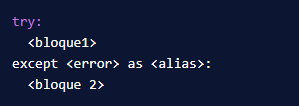 try:
  <bloque1>
except <error> as <alias>:
  <bloque 2>